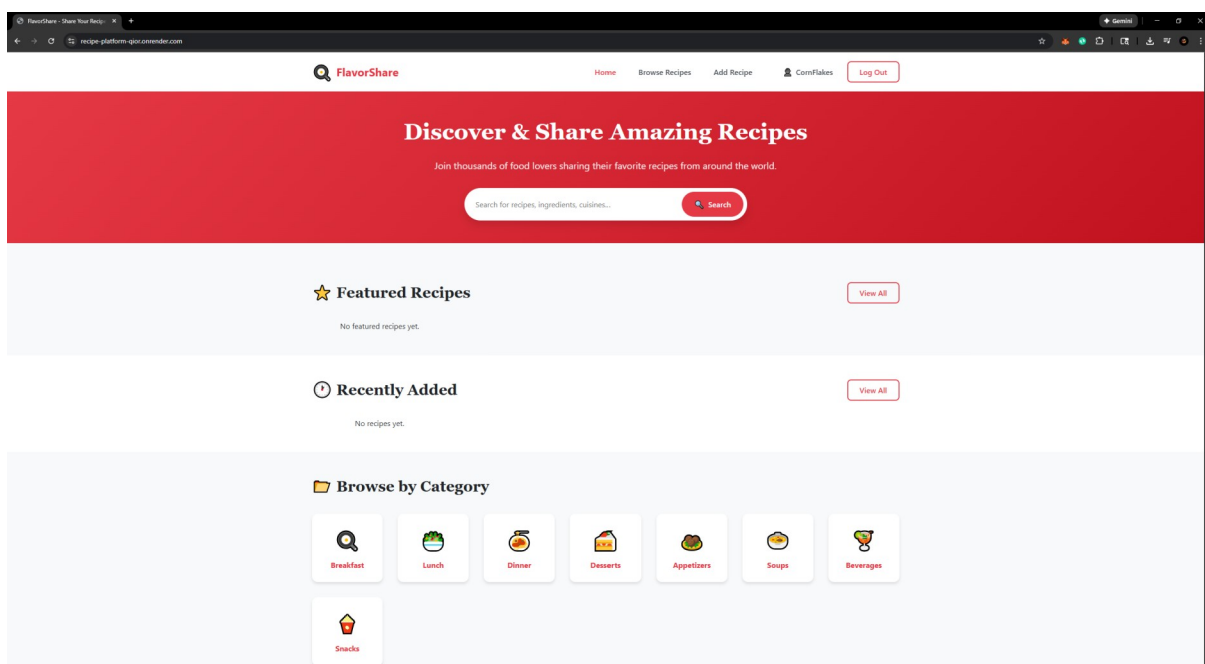 FlavorShare - Share Your Recip
Gemini
recipe-platform-qior.onrender.com
FlavorShare
Home
Browse Recipes
Add Recipe
CornFlakes
Log Out
Discover & Share Amazing Recipes
Join thousands of food lovers sharing their favorite recipes from around the world.
Search for recipes, ingredients, cuisines...
Search
Featured Recipes
View All
No featured recipes yet.
Recently Added
View All
No recipes yet.
Browse by Category
Breakfast
Lunch
Dinner
Desserts
Appetizers
Soups
Beverages
Snacks